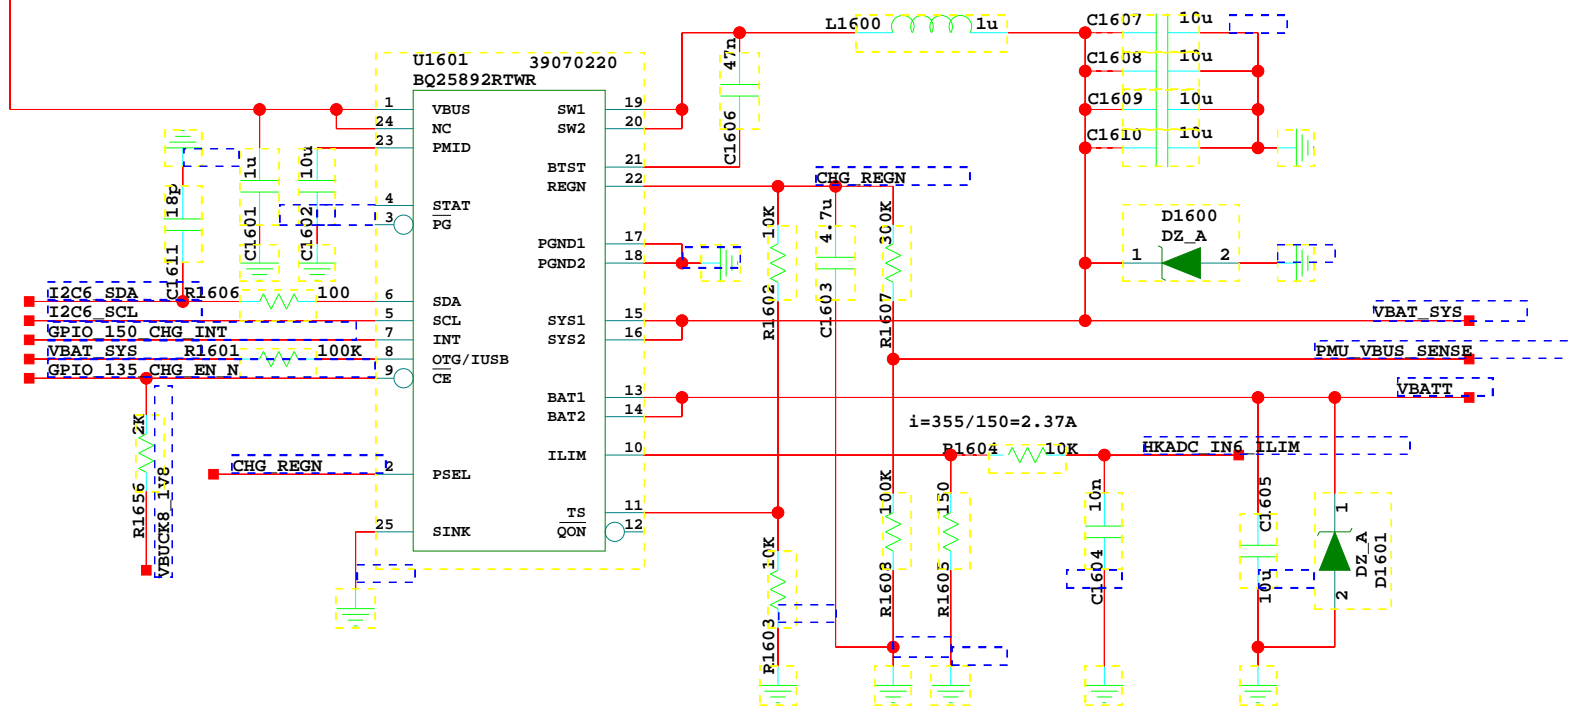 L1600 1u
C1607 10u
C1608 10u
C1609 10u
C1610 10u
47n
C1606
U1601 39070220
BQ25892RTWR
1 VBUS SW1 19
24 NC SW2 20
23 PMID
BTST 21
REGN 22
4 STAT
3 PG
PGND1 17
PGND2 18
6 SDA
5 SCL SYS1 15
7 INT SYS2 16
8 OTG/IUSB
9 CE
BAT1 13
BAT2 14
ILIM 10
2 PSEL
TS 11
25 SINK QON 12
18p
C1611
1u
C1601
10u
C1602
I2C6_SDA R1606 100
I2C6_SCL
GPIO_150_CHG_INT
VBAT_SYS R1601 100K
GPIO_135_CHG_EN_N
2K
R1656
VBUCK8_1V8
CHG_REGN
CHG_REGN
10K
R1602
4.7u
C1603
300K
R1607
D1600
DZ_A
1 2
VBAT_SYS
PMU_VBUS_SENSE
VBATT
i=355/150=2.37A
R1604 10K
HKADC_IN6_ILIM
10K
R1603
100K
R1608
150
R1605
10n
C1604
C1605
10u
1
DZ_A
D1601
2